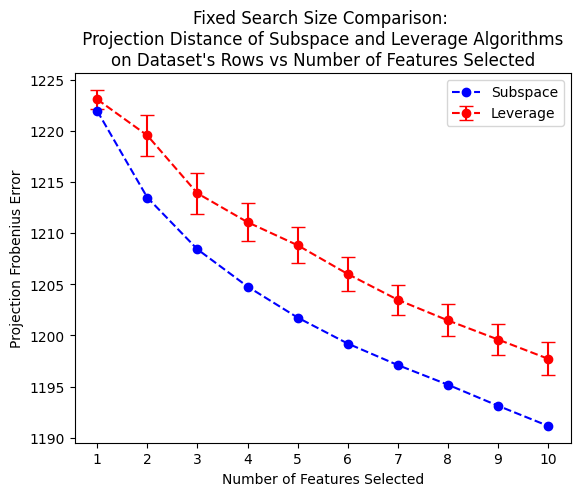 Fixed Search Size Comparison:
Projection Distance of Subspace and Leverage Algorithms
on Dataset's Rows vs Number of Features Selected
Subspace
Leverage
Projection Frobenius Error
1225
1220
1215
1210
1205
1200
1195
1190
1 2 3 4 5 6 7 8 9 10
Number of Features Selected